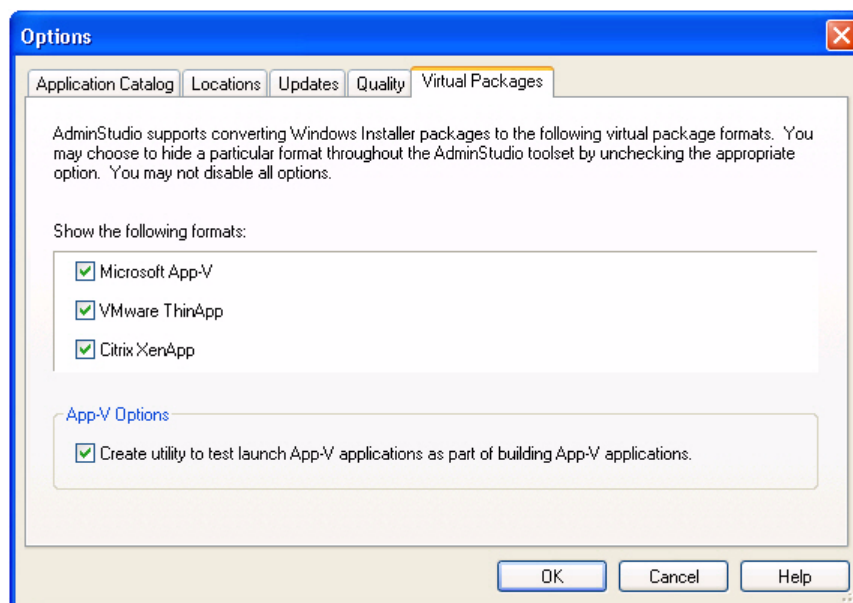 Options
Application Catalog Locations Updates Quality Virtual Packages
AdminStudio supports converting Windows Installer packages to the following virtual package formats.  You
may choose to hide a particular format throughout the AdminStudio toolset by unchecking the appropriate
option.  You may not disable all options.
Show the following formats:
Microsoft App-V
VMware ThinApp
Citrix XenApp
App-V Options
Create utility to test launch App-V applications as part of building App-V applications.
OK Cancel Help